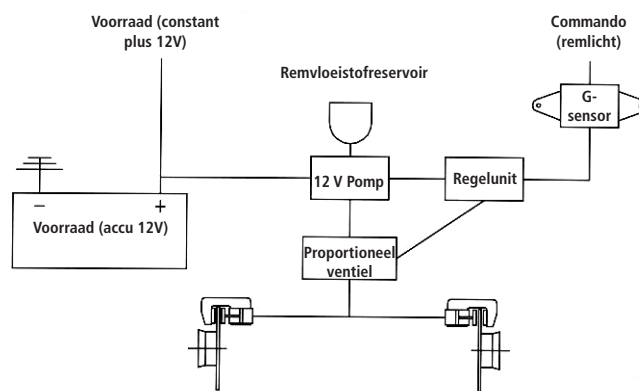 Voorraad (constant
plus 12V)
Commando
(remlicht)
Remvloeistofreservoir
G-
sensor
12 V Pomp
Regelunit
– +
Voorraad (accu 12V)
Proportioneel
ventiel